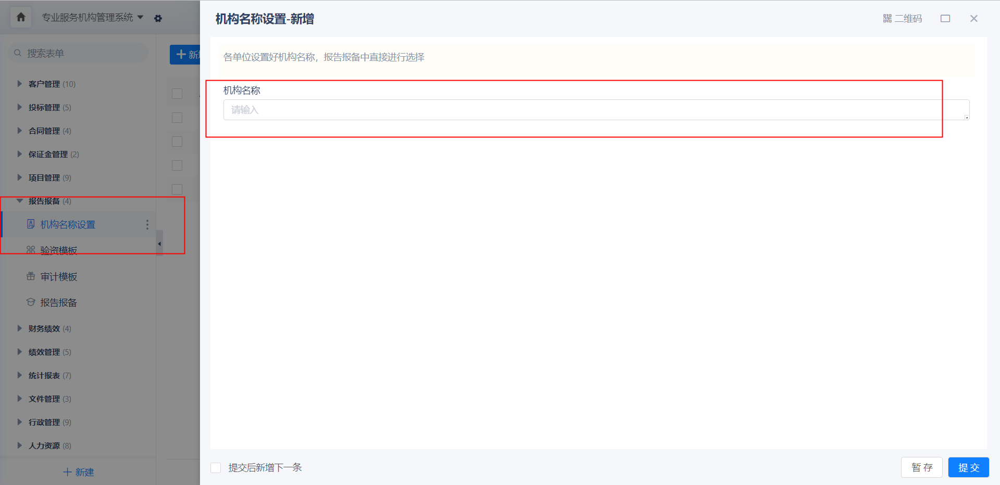 专业服务机构管理系统
搜索表单
客户管理 (10)
投标管理 (5)
合同管理 (4)
保证金管理 (2)
项目管理 (9)
报告报备 (4)
机构名称设置
验资模板
审计模板
报告报备
财务绩效 (4)
绩效管理 (5)
统计报表 (7)
文件管理 (3)
行政管理 (9)
人力资源 (8)
新建
机构名称设置-新增
二维码
各单位设置好机构名称，报告报备中直接进行选择
机构名称
请输入
提交后新增下一条
暂存
提交